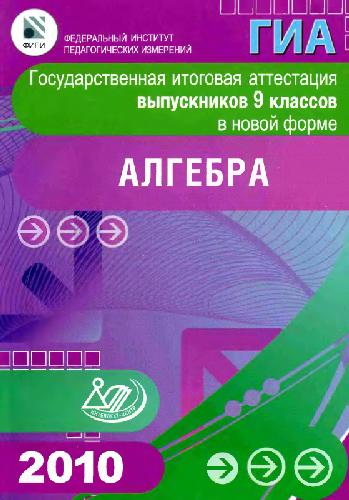 ФИПИ
ФЕДЕРАЛЬНЫЙ ИНСТИТУТ
ПЕДАГОГИЧЕСКИХ ИЗМЕРЕНИЙ
ГИА
Государственная итоговая аттестация
выпускников 9 классов
в новой форме
АЛГЕБРА
2010